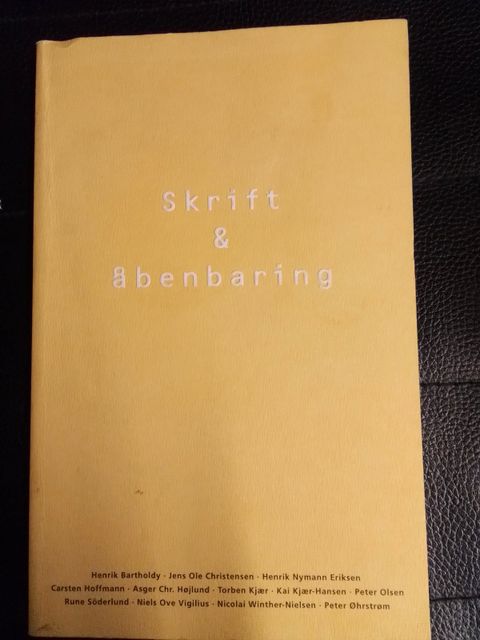 Skrift
&
åbenbaring
Henrik Bartholdy · Jens Ole Christensen · Henrik Nymann Eriksen
Carsten Hoffmann · Asger Chr. Højlund · Torben Kjær · Kai Kjær-Hansen · Peter Olsen
Rune Söderlund · Niels Ove Vigilius · Nicolai Winther-Nielsen · Peter Øhrstrøm